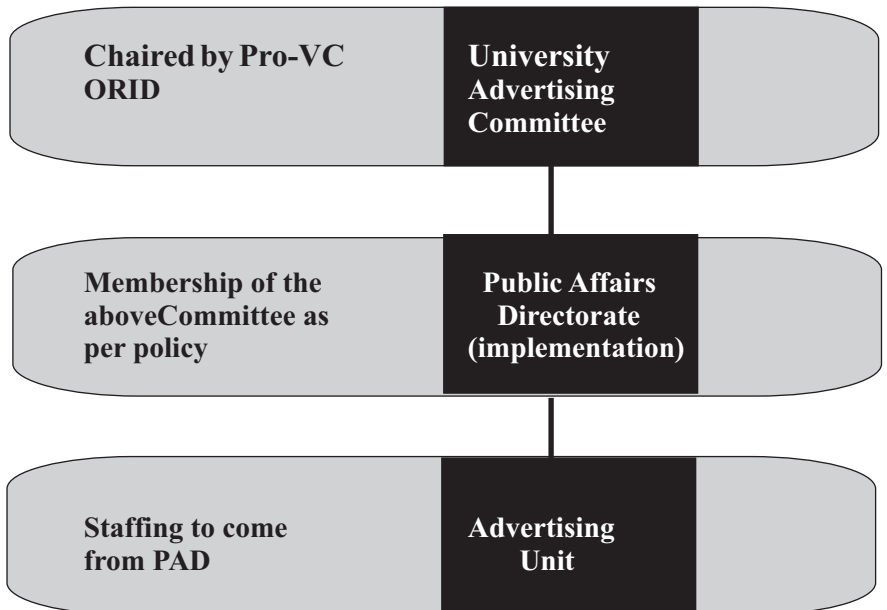 Chaired by Pro-VC
ORID
University
Advertising
Committee
Membership of the
aboveCommittee as
per policy
Public Affairs
Directorate
(implementation)
Staffing to come
from PAD
Advertising
Unit